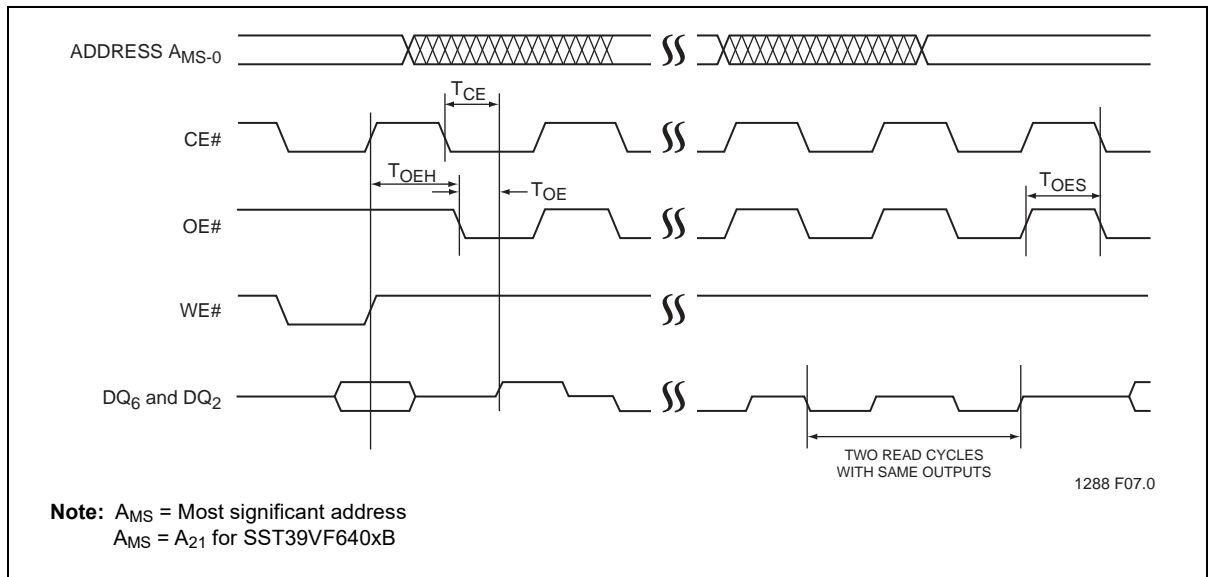 ADDRESS AMS-0
TCE
CE#
TOEH
TOE
TOES
OE#
WE#
DQ6 and DQ2
TWO READ CYCLES
WITH SAME OUTPUTS
1288 F07.0
Note: AMS = Most significant address
AMS = A21 for SST39VF640xB